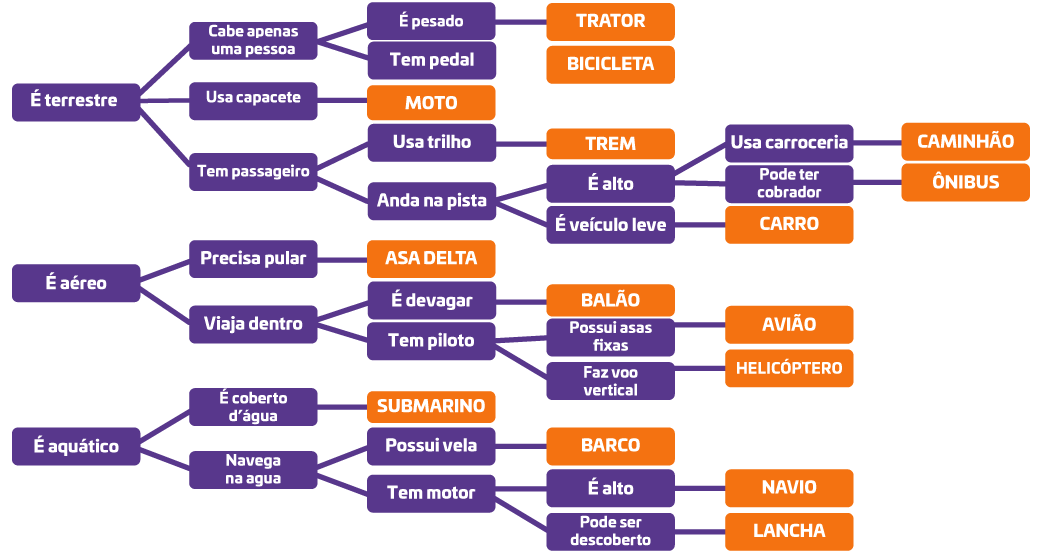 É terrestre
Cabe apenas
uma pessoa
É pesado
TRATOR
Tem pedal
BICICLETA
Usa capacete
MOTO
Tem passageiro
Usa trilho
TREM
Anda na pista
É alto
Usa carroceria
CAMINHÃO
Pode ter
cobrador
ÔNIBUS
É veículo leve
CARRO
É aéreo
Precisa pular
ASA DELTA
Viaja dentro
É devagar
BALÃO
Tem piloto
Possui asas
fixas
AVIÃO
Faz voo
vertical
HELICÓPTERO
É aquático
É coberto
d’água
SUBMARINO
Navega
na agua
Possui vela
BARCO
Tem motor
É alto
NAVIO
Pode ser
descoberto
LANCHA